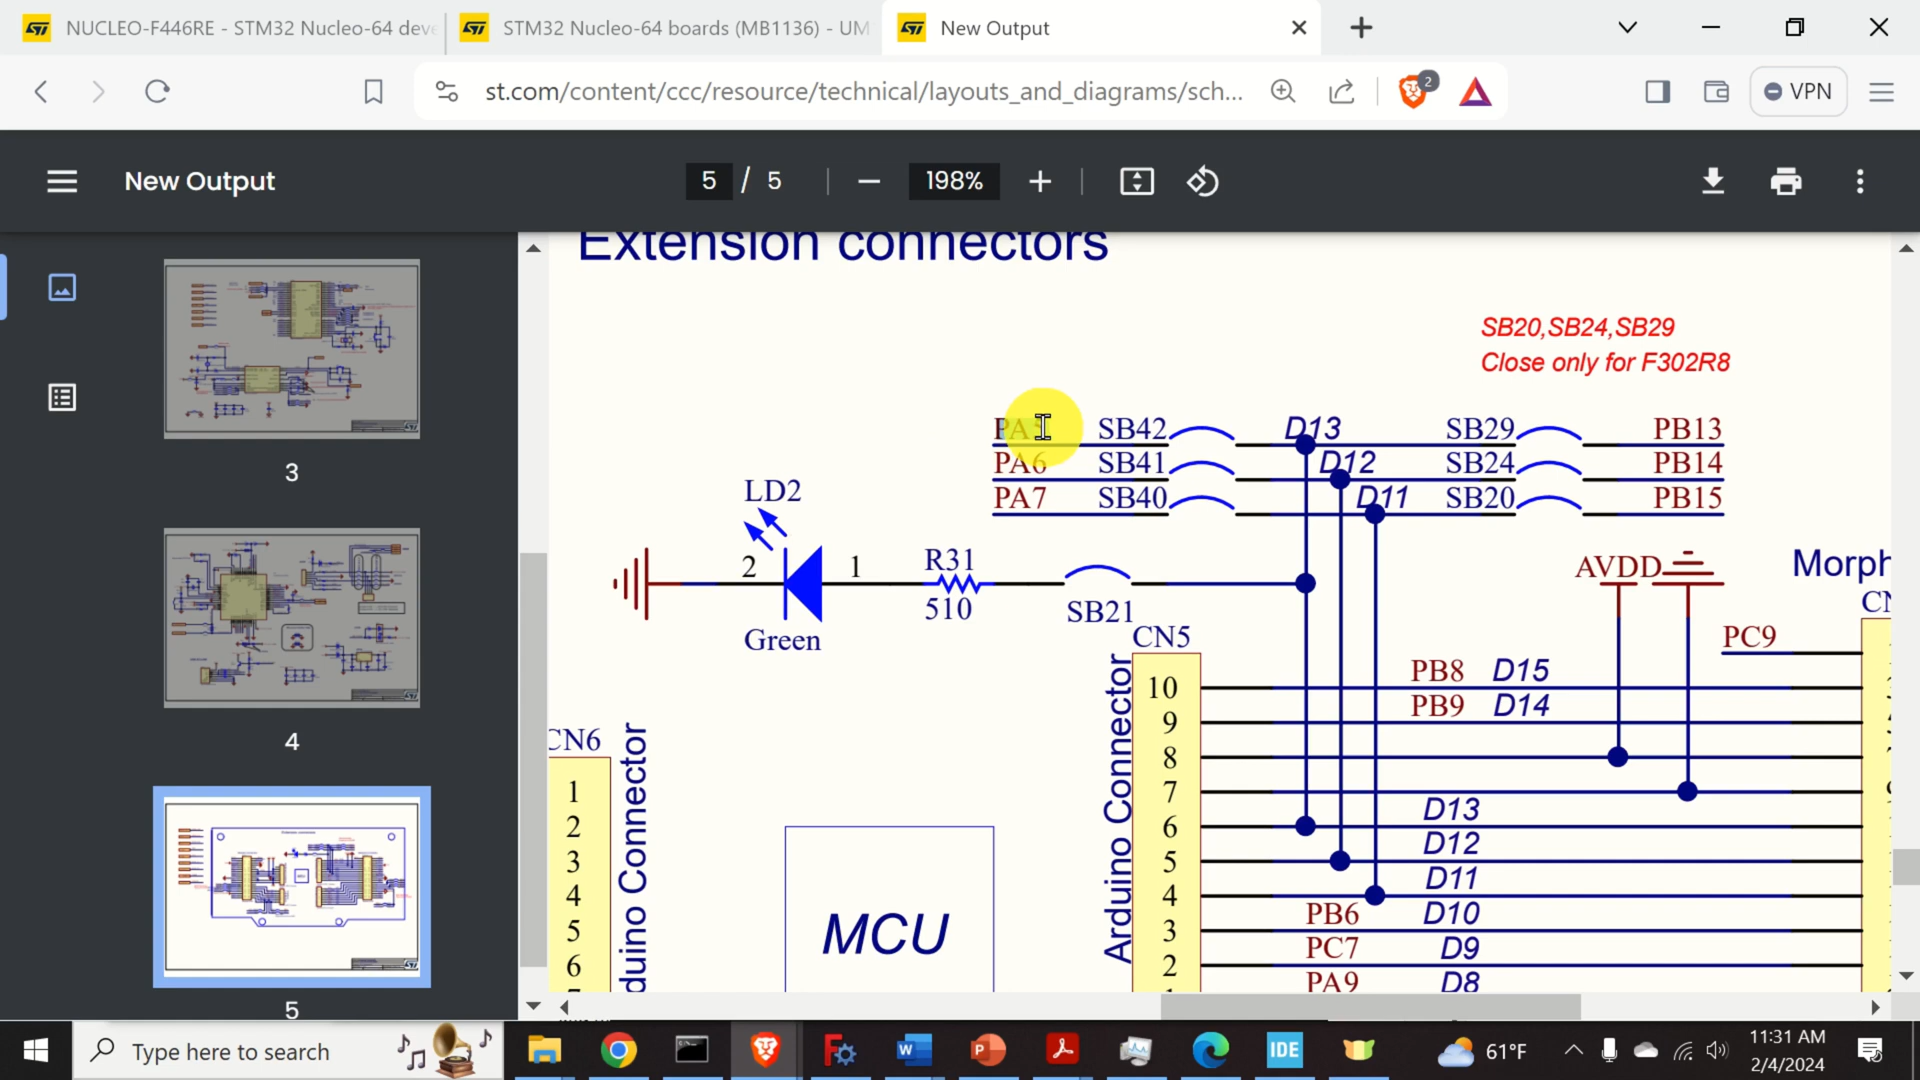 NUCLEO-F446RE - STM32 Nucleo-64 deve
STM32 Nucleo-64 boards (MB1136) - UM
New Output
st.com/content/ccc/resource/technical/layouts_and_diagrams/sch...
2
VPN
New Output
5 / 5
198%
Extension connectors
SB20,SB24,SB29
Close only for F302R8
PA5 SB42 D13 SB29 PB13
PA6 SB41 D12 SB24 PB14
PA7 SB40 D11 SB20 PB15
LD2
2 1 R31
510
Green
SB21
AVDD
Morph
CN5
PC9
10 PB8 D15
9 PB9 D14
8
7
6 D13
5 D12
4 D11
3 PB6 D10
2 PC7 D9
PA9 D8
Arduino Connector
CN6
1
2
3
4
5
6
duino Connector
MCU
3
4
5
Type here to search
W
P
IDE
61°F
11:31 AM
2/4/2024